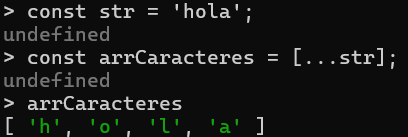 > const str = 'hola';
undefined
> const arrCaracteres = [...str];
undefined
> arrCaracteres
[ 'h', 'o', 'l', 'a' ]